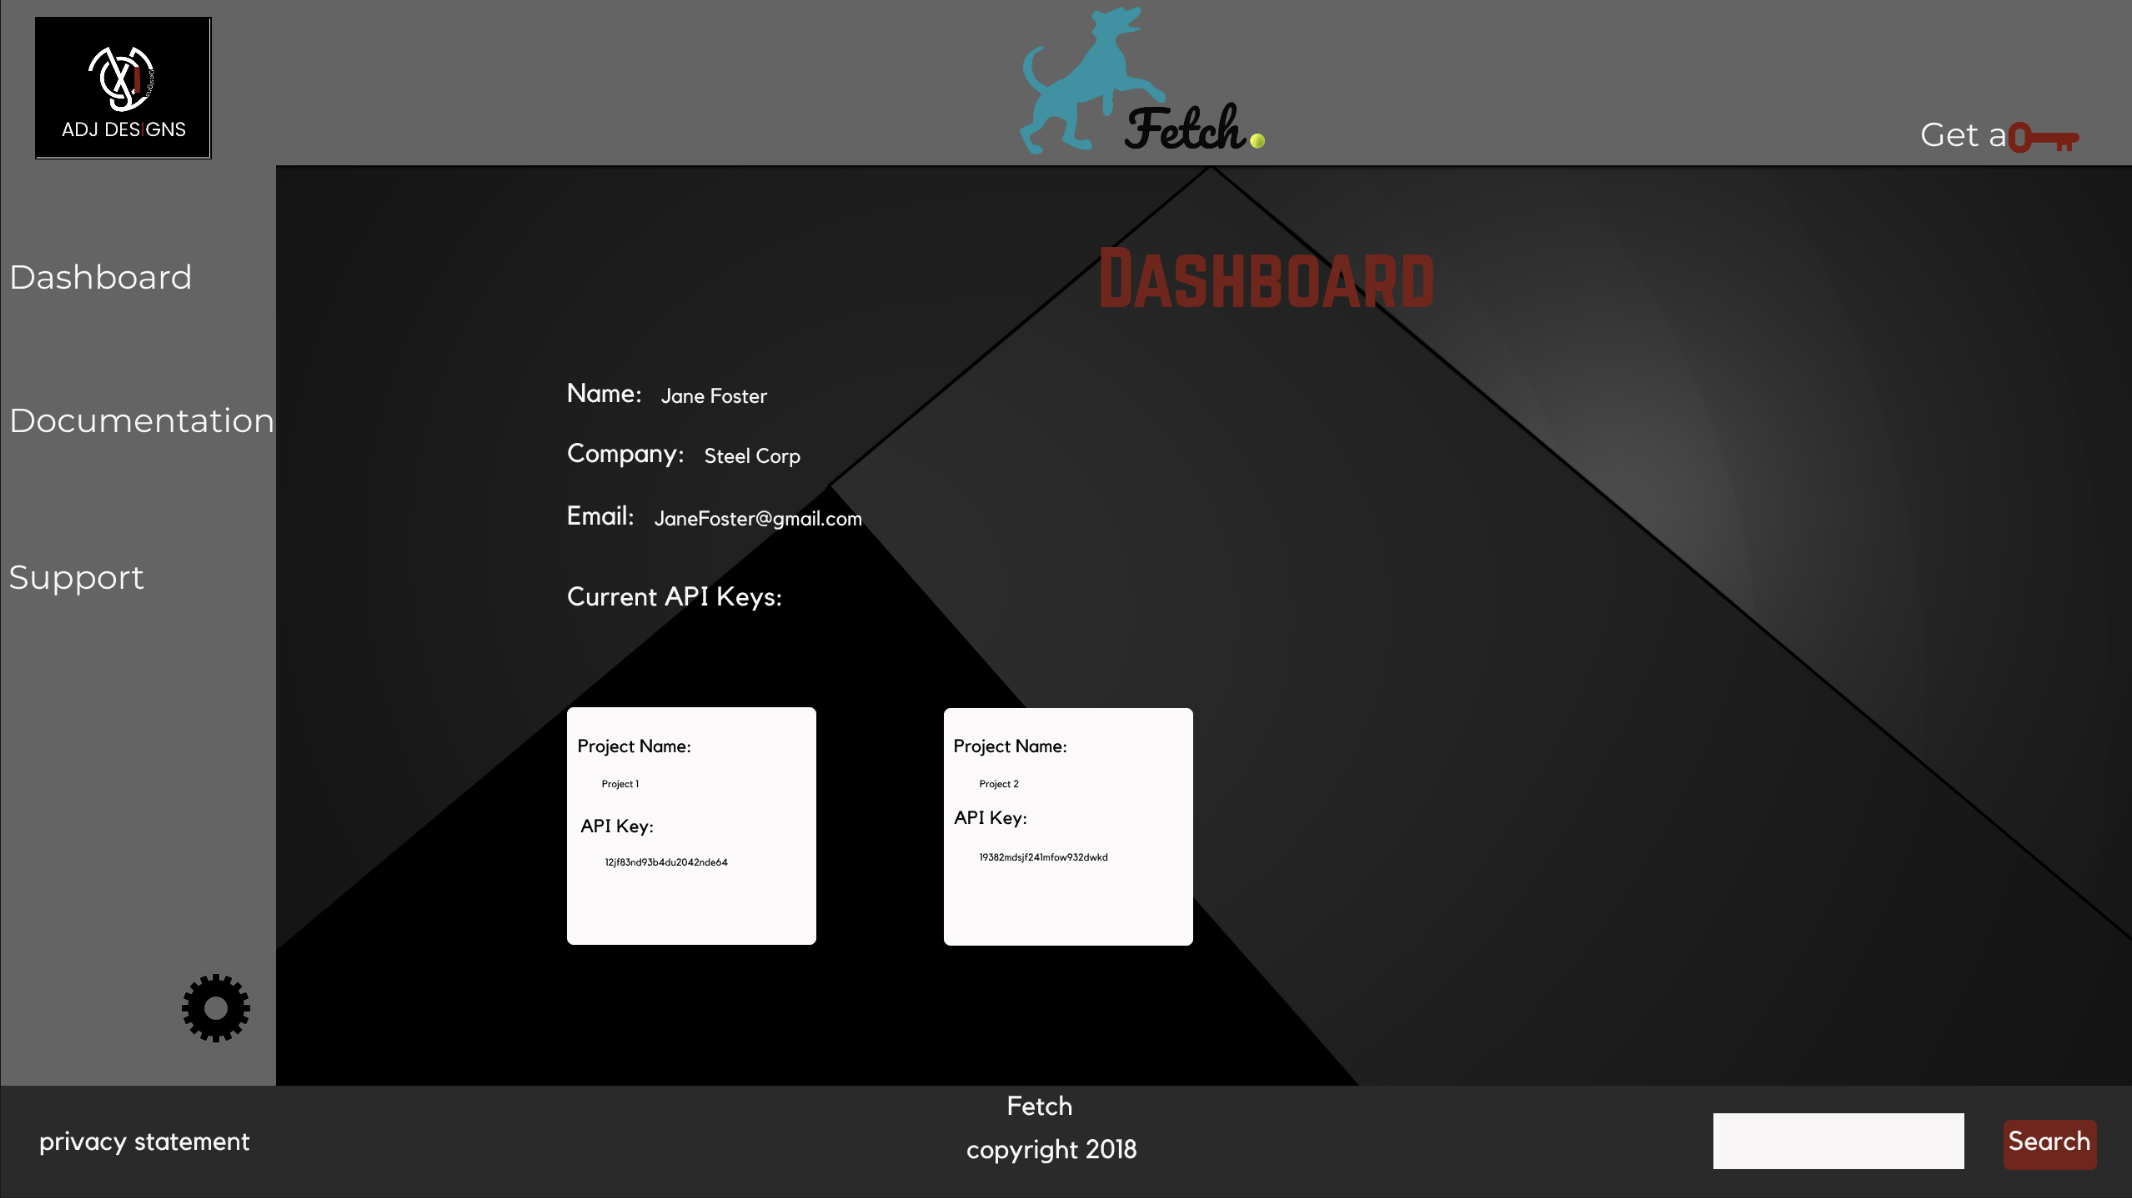 Designs
ADJ DESIGNS
Fetch
Get a
Dashboard
Documentation
Support
Dashboard
Name: Jane Foster
Company: Steel Corp
Email: JaneFoster@gmail.com
Current API Keys:
Project Name:
Project 1
API Key:
12jf83nd93b4du2042nde64
Project Name:
Project 2
API Key:
19382mdsjf241mfow932dwkd
privacy statement
Fetch
copyright 2018
Search